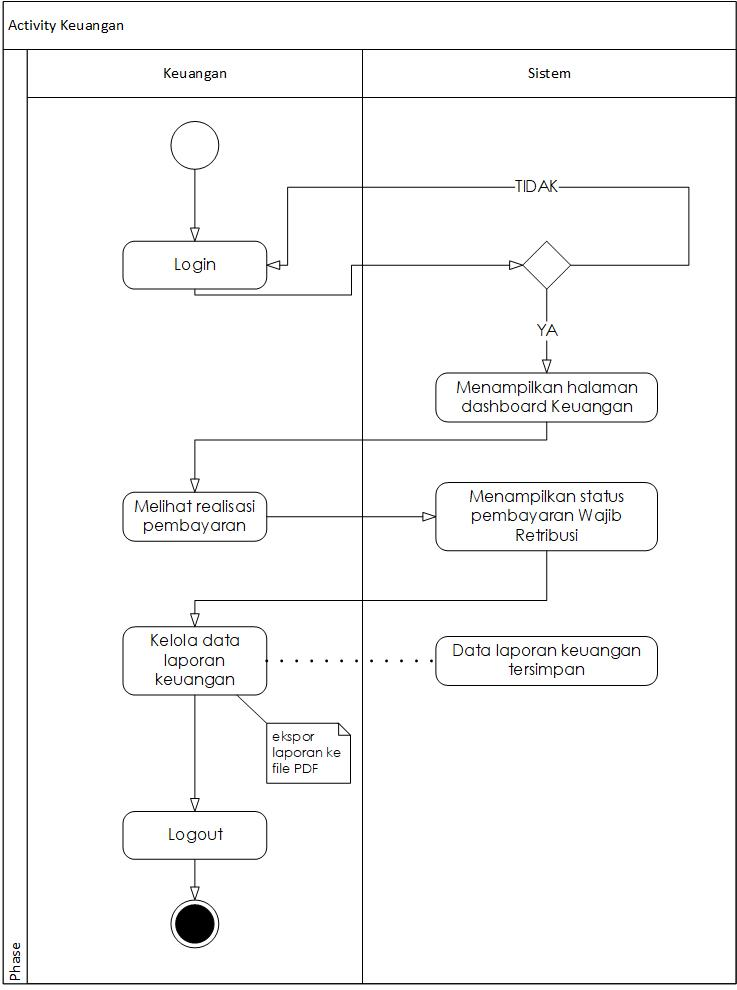 Activity Keuangan
Keuangan
Sistem
TIDAK
Login
YA
Menampilkan halaman
dashboard Keuangan
Melihat realisasi
pembayaran
Menampilkan status
pembayaran Wajib
Retribusi
Kelola data
laporan
keuangan
Data laporan keuangan
tersimpan
ekspor
laporan ke
file PDF
Logout
Phase